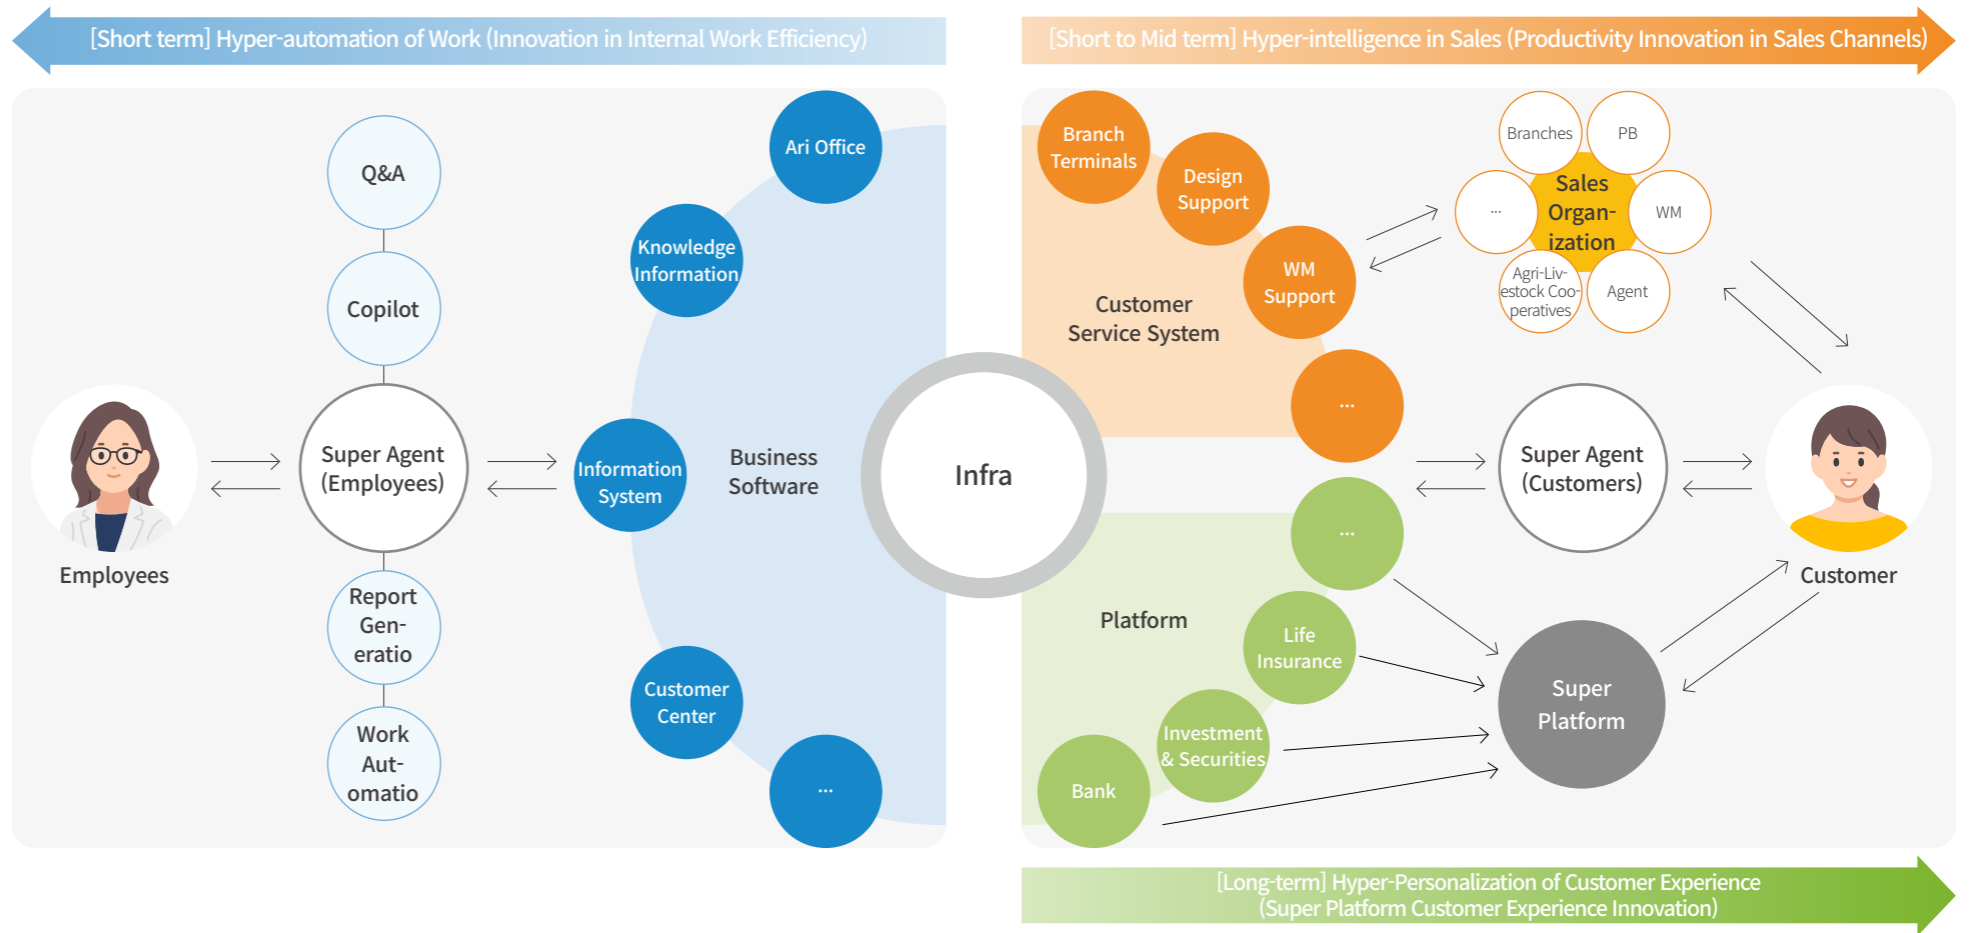 [Short term] Hyper-automation of Work (Innovation in Internal Work Efficiency)
[Short to Mid term] Hyper-intelligence in Sales (Productivity Innovation in Sales Channels)
Q&A
Copilot
Super Agent
(Employees)
Report
Gen-
eratio
Work
Aut-
omatio
Employees
Ari Office
Knowledge
Information
Information
System
Customer
Center
...
Business
Software
Infra
Branch
Terminals
Design
Support
WM
Support
...
Customer
Service System
Branches
PB
...
Sales
Organ-
ization
WM
Agri-Liv-
estock Coo-
peratives
Agent
Super Agent
(Customers)
Customer
Platform
...
Life
Insurance
Investment
& Securities
Bank
Super
Platform
[Long-term] Hyper-Personalization of Customer Experience
(Super Platform Customer Experience Innovation)